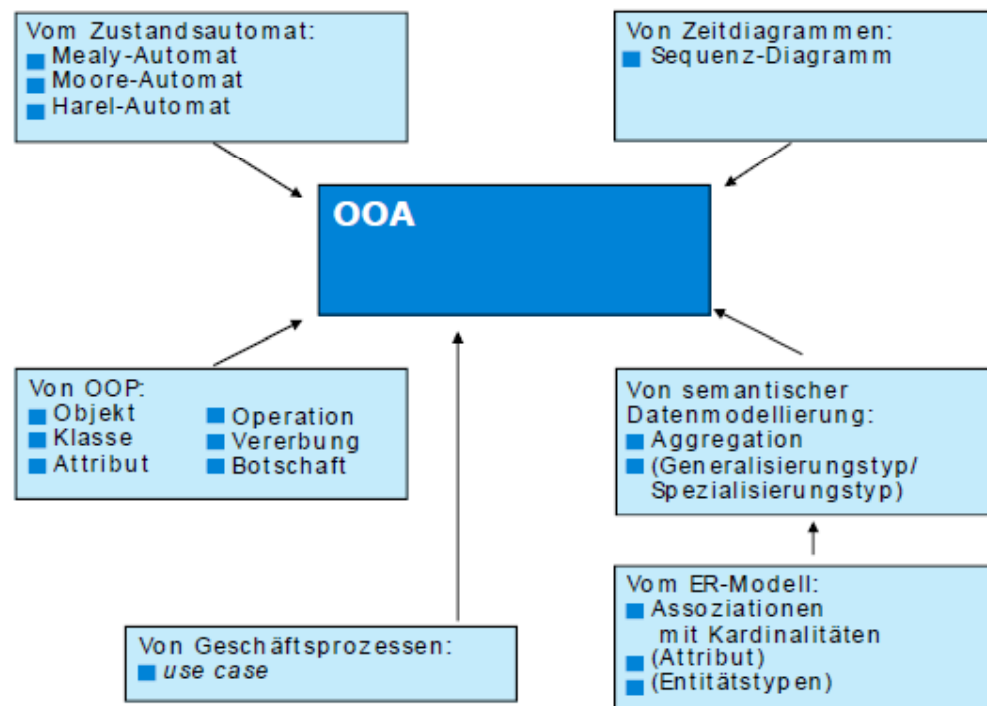 Vom Zustandsautomat:
Mealy-Automat
Moore-Automat
Harel-Automat
Von Zeitdiagrammen:
Sequenz-Diagramm
OOA
Von OOP:
Objekt
Klasse
Attribut
Operation
Vererbung
Botschaft
Von semantischer
Datenmodellierung:
Aggregation
(Generalisierungstyp/
Spezialisierungstyp)
Von Geschäftsprozessen:
use case
Vom ER-Modell:
Assoziationen
mit Kardinalitäten
(Attribut)
(Entitätstypen)